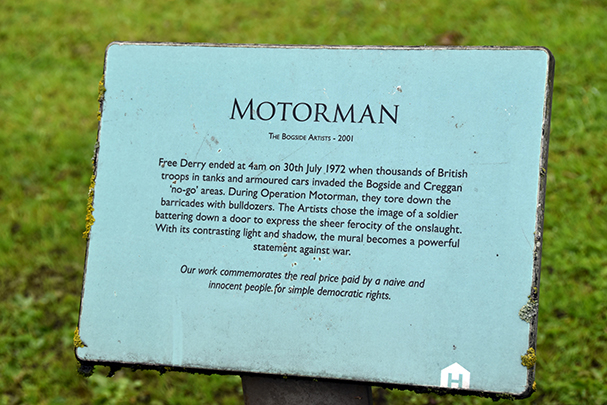 MOTORMAN
THE BOGSIDE ARTISTS - 2001
Free Derry ended at 4am on 30th July 1972 when thousands of British
troops in tanks and armoured cars invaded the Bogside and Creggan
'no-go' areas. During Operation Motorman, they tore down the
barricades with bulldozers. The Artists chose the image of a soldier
battering down a door to express the sheer ferocity of the onslaught.
With its contrasting light and shadow, the mural becomes a powerful
statement against war.
Our work commemorates the real price paid by a naive and
innocent people for simple democratic rights.
H